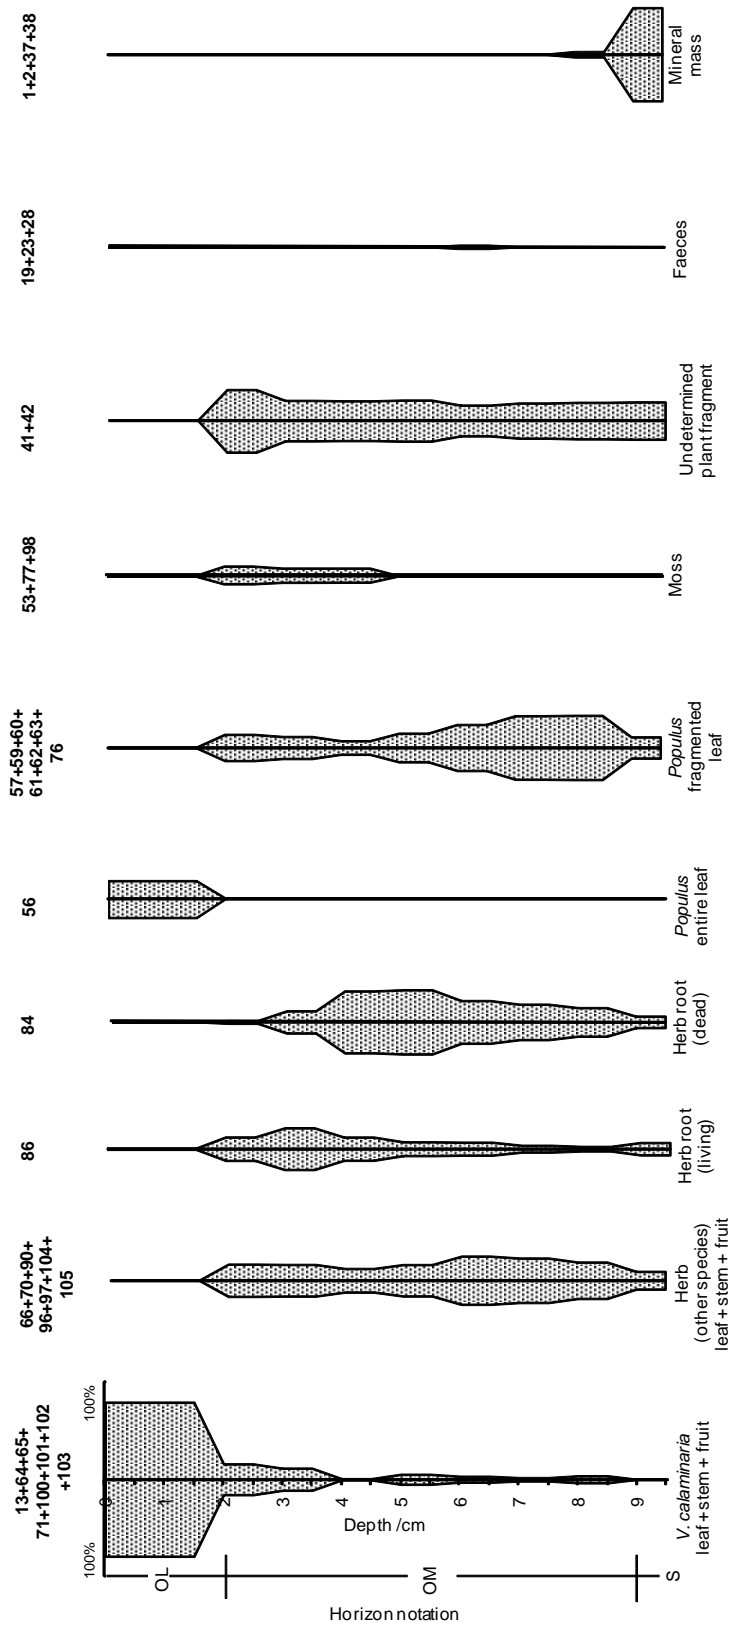 13+64+65+
71+100+101+102
+103
66+70+90+
96+97+104+
105
86
84
56
57+59+60+
61+62+63+
76
53+77+98
41+42
19+23+28
1+2+37+38
100%
100%
0
1
2
3
4
5
6
7
8
9
Depth /cm
OL
OM
S
Horizon notation
V. calaminaria
leaf +stem + fruit
Herb
(other species)
leaf + stem + fruit
Herb root
(living)
Herb root
(dead)
Populus
entire leaf
Populus
fragmented
leaf
Moss
Undetermined
plant fragment
Faeces
Mineral
mass